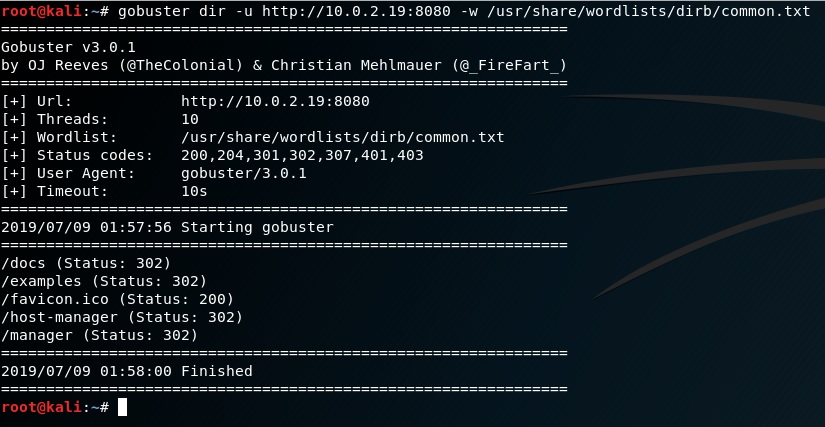 root@kali:~# gobuster dir -u http://10.0.2.19:8080 -w /usr/share/wordlists/dirb/common.txt
===============================================================
Gobuster v3.0.1
by OJ Reeves (@TheColonial) & Christian Mehlmauer (@_FireFart_)
===============================================================
[+] Url:            http://10.0.2.19:8080
[+] Threads:        10
[+] Wordlist:       /usr/share/wordlists/dirb/common.txt
[+] Status codes:   200,204,301,302,307,401,403
[+] User Agent:     gobuster/3.0.1
[+] Timeout:        10s
===============================================================
2019/07/09 01:57:56 Starting gobuster
===============================================================
/docs (Status: 302)
/examples (Status: 302)
/favicon.ico (Status: 200)
/host-manager (Status: 302)
/manager (Status: 302)
===============================================================
2019/07/09 01:58:00 Finished
===============================================================
root@kali:~#